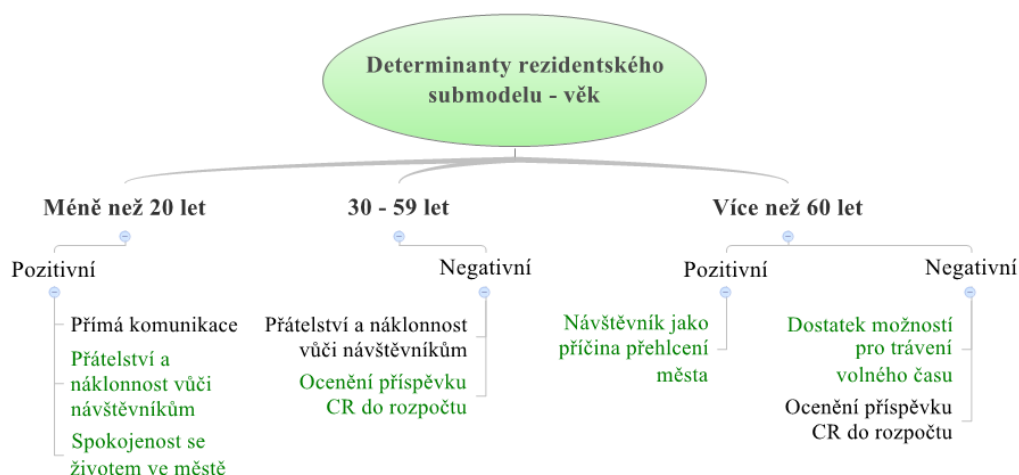 Determinanty rezidentského
submodelu - věk
Méně než 20 let
30 - 59 let
Více než 60 let
Pozitivní
Negativní
Pozitivní
Negativní
Přímá komunikace
Přátelství a
náklonnost vůči
návštěvníkům
Spokojenost se
životem ve městě
Přátelství a náklonnost
vůči návštěvníkům
Ocenění příspěvku
CR do rozpočtu
Návštěvník jako
příčina přehlcení
města
Dostatek možností
pro trávení
volného času
Ocenění příspěvku
CR do rozpočtu